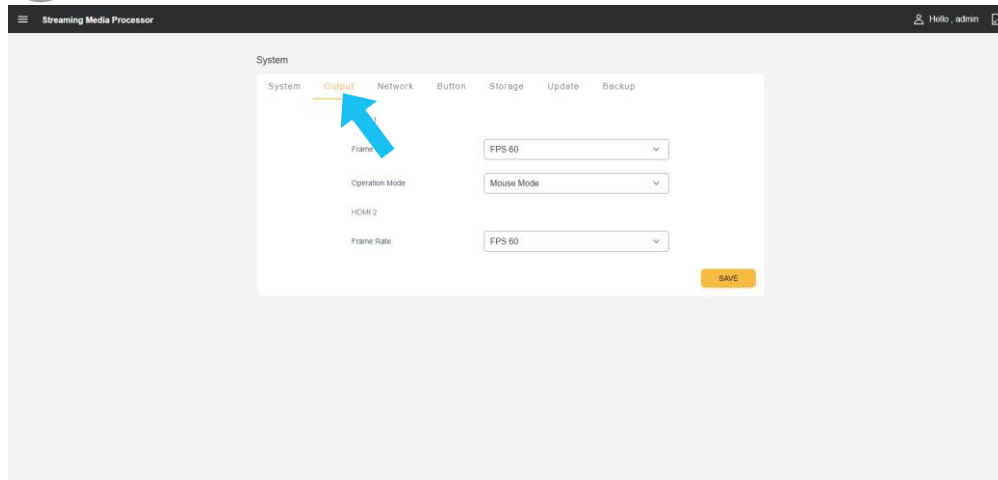 Streaming Media Processor
Hello , admin
System
System Output Network Button Storage Update Backup
1
Frame FPS 60
Operation Mode Mouse Mode
HDMI 2
Frame Rate FPS 60
SAVE